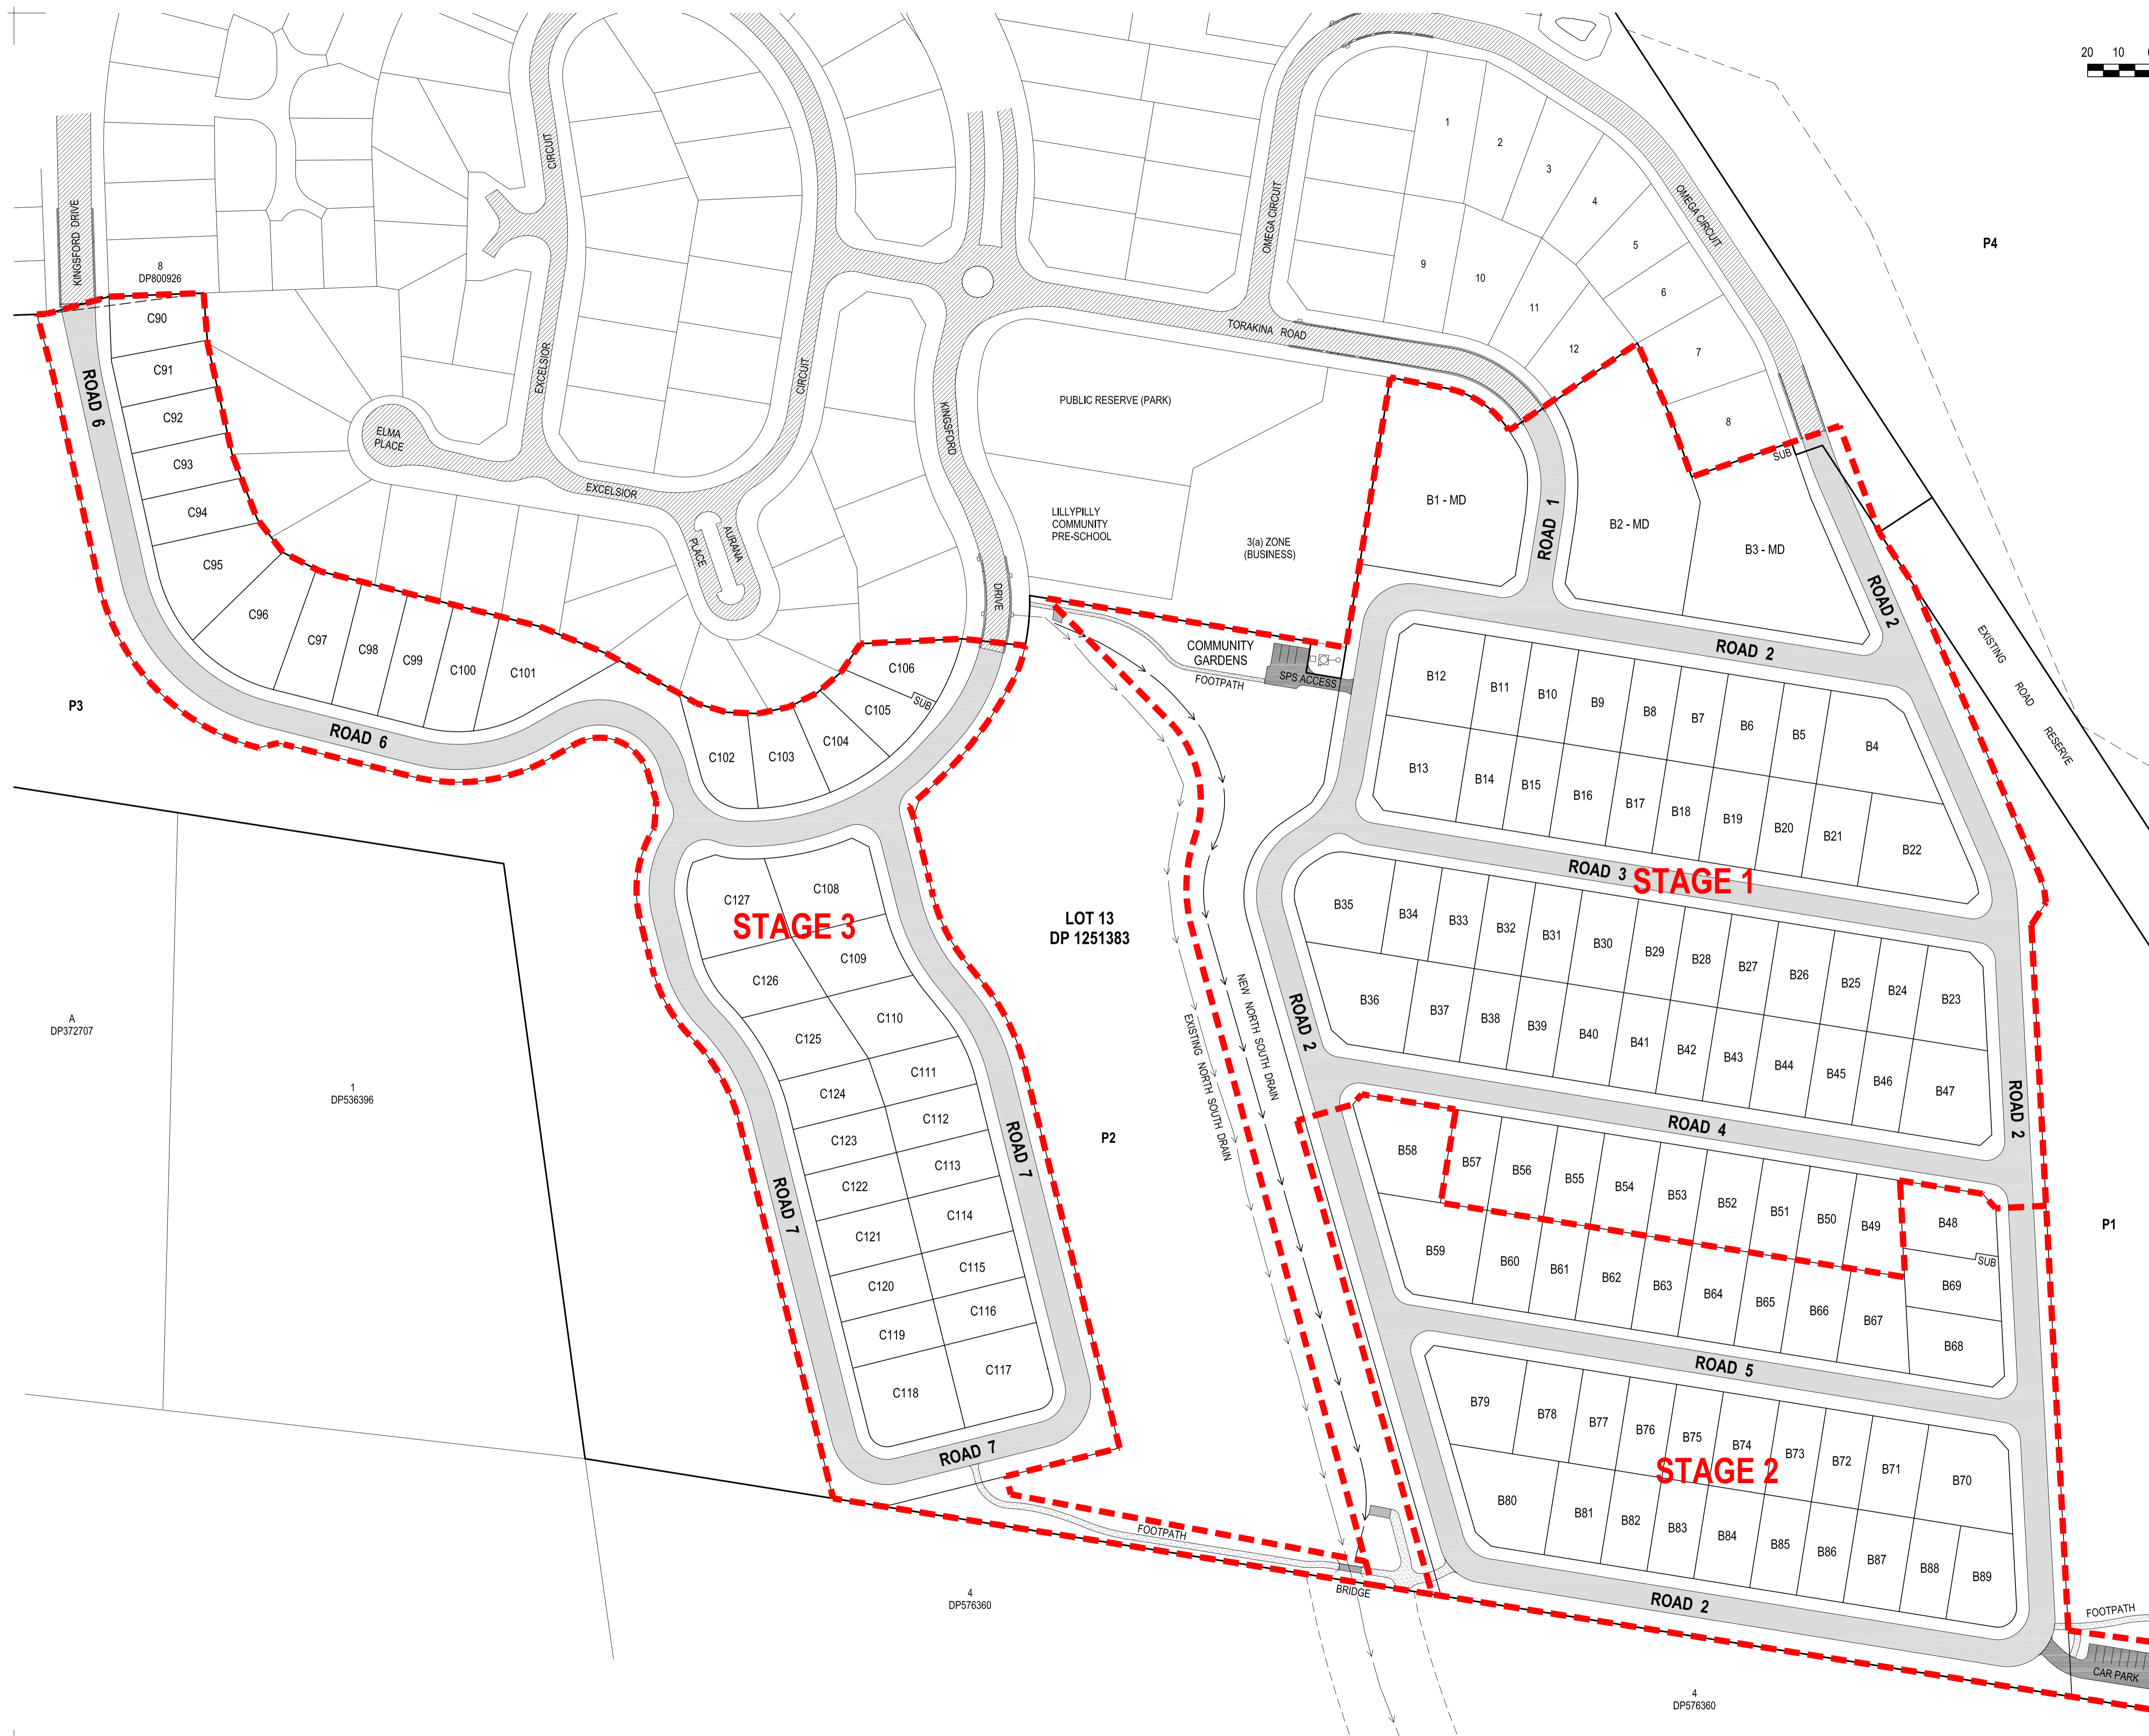 20 10
KINGSFORD DRIVE
8
DP800926
CIRCUIT
EXCELSIOR
CIRCUIT
ELMA
PLACE
EXCELSIOR
AURANA
PLACE
KINGSFORD
DRIVE
OMEGA CIRCUIT
OMEGA CIRCUIT
TORAKINA ROAD
1
2
3
4
5
6
7
8
9
10
11
12
P4
PUBLIC RESERVE (PARK)
LILLYPILLY
COMMUNITY
PRE-SCHOOL
3(a) ZONE
(BUSINESS)
B1 - MD
B2 - MD
B3 - MD
SUB
ROAD 1
ROAD 2
ROAD 2
EXISTING
ROAD
RESERVE
COMMUNITY
GARDENS
FOOTPATH
SPS ACCESS
C90
C91
C92
C93
C94
C95
C96
C97
C98
C99
C100
C101
C102
C103
C104
C105
C106
SUB
ROAD 6
ROAD 6
P3
B12
B11
B10
B9
B8
B7
B6
B5
B4
B13
B14
B15
B16
B17
B18
B19
B20
B21
B22
ROAD 3
STAGE 1
B35
B34
B33
B32
B31
B30
B29
B28
B27
B26
B25
B24
B23
B36
B37
B38
B39
B40
B41
B42
B43
B44
B45
B46
B47
ROAD 2
ROAD 4
ROAD 2
C127
C108
STAGE 3
C126
C109
C125
C110
C124
C111
C123
C112
C122
C113
C121
C114
C120
C115
C119
C116
C118
C117
ROAD 7
ROAD 7
ROAD 7
LOT 13
DP 1251383
P2
NEW NORTH SOUTH DRAIN
EXISTING NORTH SOUTH DRAIN
A
DP372707
1
DP536396
B58
B57
B56
B55
B54
B53
B52
B51
B50
B49
B48
SUB
B59
B60
B61
B62
B63
B64
B65
B66
B67
B69
B68
P1
ROAD 5
B79
B78
B77
B76
B75
B74
B73
B72
B71
B70
STAGE 2
B80
B81
B82
B83
B84
B85
B86
B87
B88
B89
ROAD 2
FOOTPATH
BRIDGE
FOOTPATH
CAR PARK
4
DP576360
4
DP576360